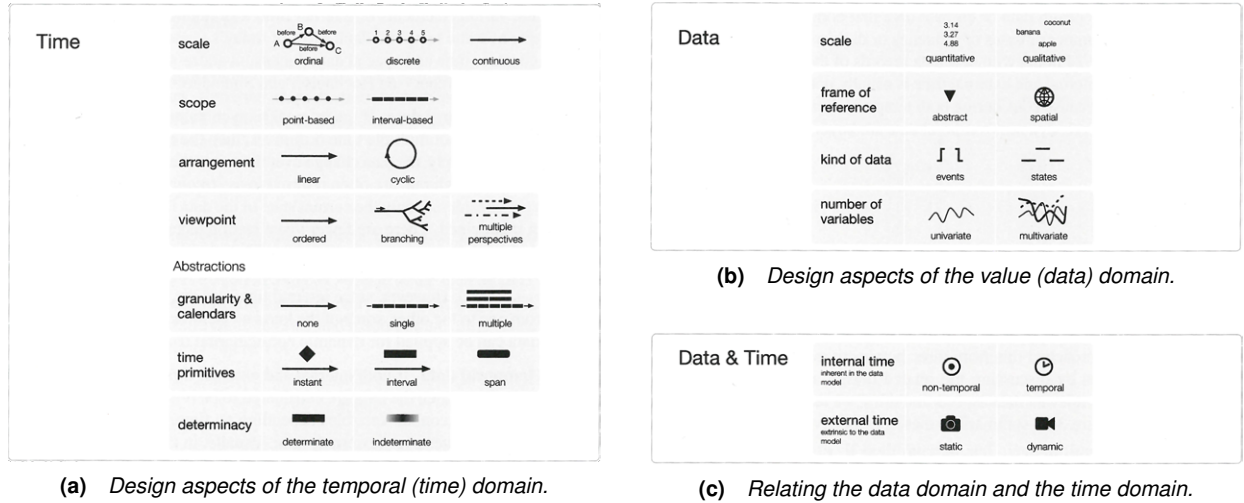 Time
scale
A before B before before C
ordinal
1 2 3 4 5
discrete
continuous
scope
point-based
interval-based
arrangement
linear
cyclic
viewpoint
ordered
branching
multiple
perspectives
Abstractions
granularity &
calendars
none
single
multiple
time
primitives
instant
interval
span
determinacy
determinate
indeterminate
(a) Design aspects of the temporal (time) domain.
Data
scale
3.14
3.27
4.88
quantitative
coconut
banana
apple
qualitative
frame of
reference
abstract
spatial
kind of data
events
states
number of
variables
univariate
multivariate
(b) Design aspects of the value (data) domain.
Data & Time
internal time
inherent in the data
model
non-temporal
temporal
external time
extrinsic to the data
model
static
dynamic
(c) Relating the data domain and the time domain.